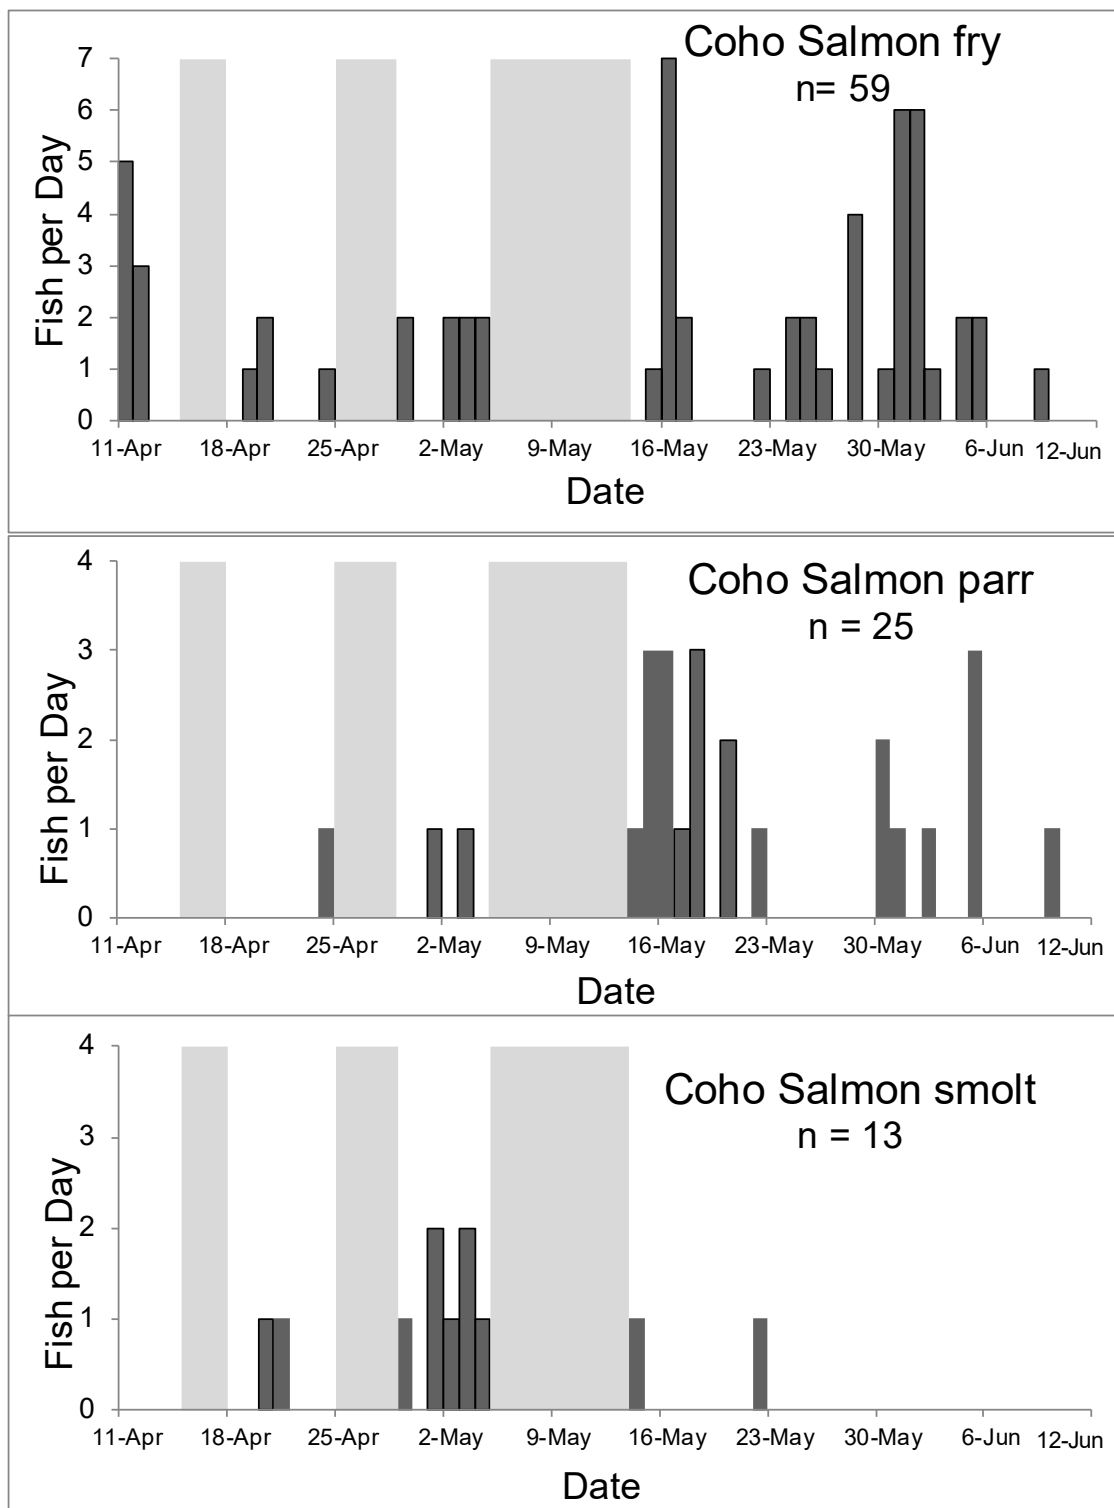 Coho Salmon fry
n= 59
Fish per Day
7
6
5
4
3
2
1
0
11-Apr 18-Apr 25-Apr 2-May 9-May 16-May 23-May 30-May 6-Jun 12-Jun
Date
Coho Salmon parr
n = 25
Fish per Day
4
3
2
1
0
11-Apr 18-Apr 25-Apr 2-May 9-May 16-May 23-May 30-May 6-Jun 12-Jun
Date
Coho Salmon smolt
n = 13
Fish per Day
4
3
2
1
0
11-Apr 18-Apr 25-Apr 2-May 9-May 16-May 23-May 30-May 6-Jun 12-Jun
Date